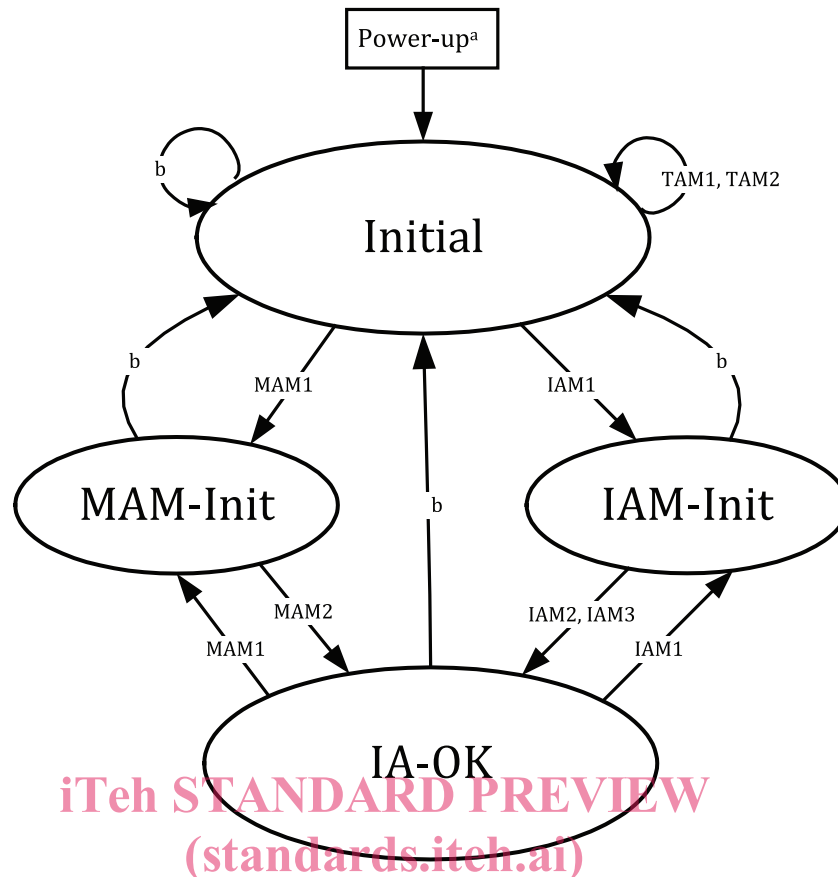 Power-upᵃ
b
TAM1, TAM2
Initial
b
b
MAM1
IAM1
MAM-Init
b
IAM-Init
MAM2
IAM2, IAM3
MAM1
IAM1
IA-OK
iTeh STANDARD PREVIEW
(standards.iteh.ai)